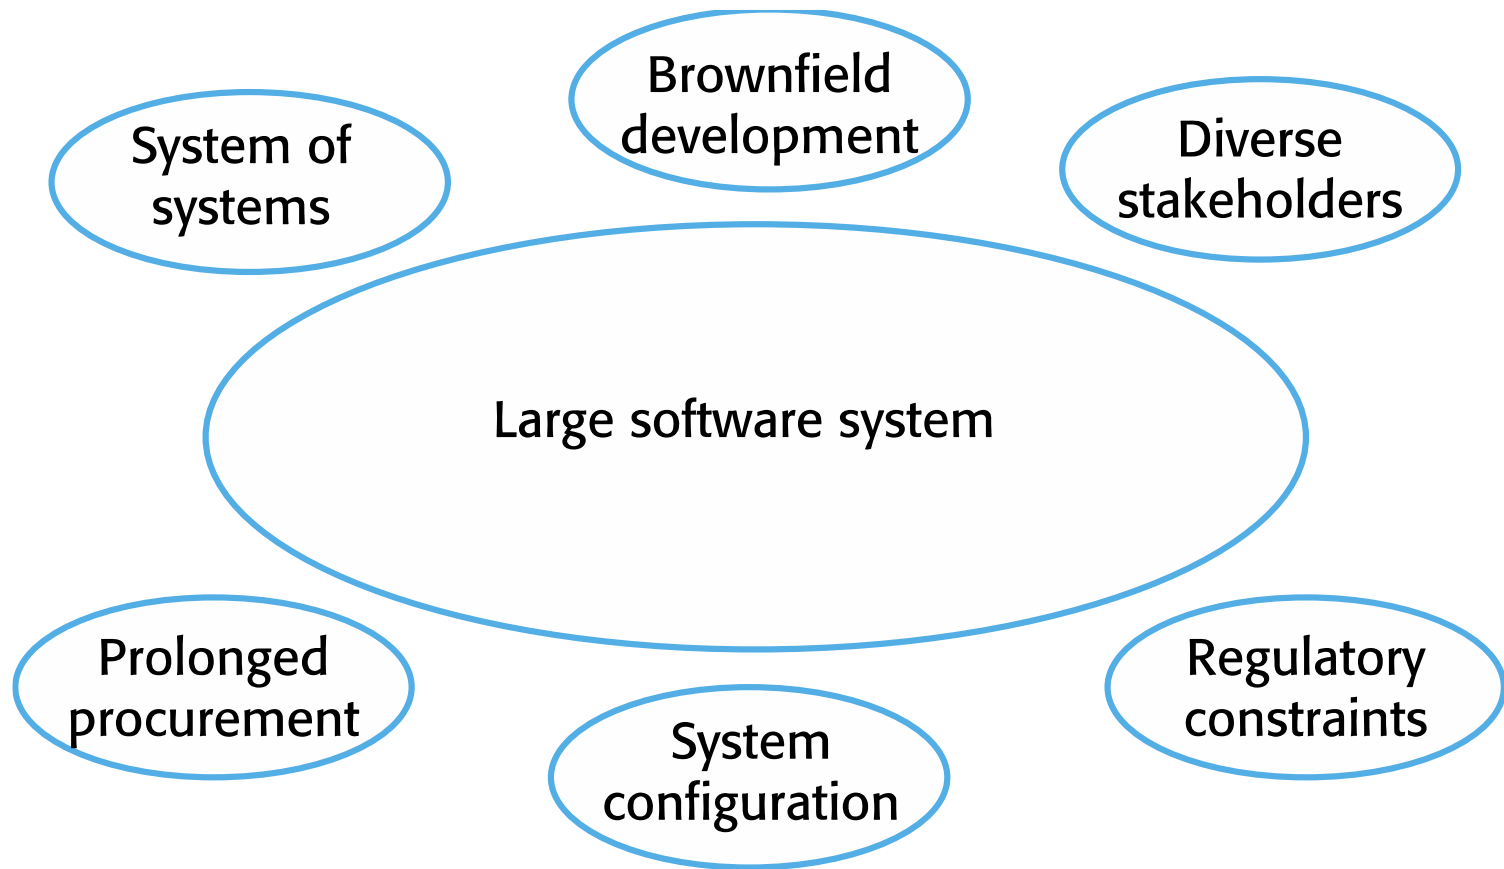 Brownfield
development
System of
systems
Diverse
stakeholders
Large software system
Prolonged
procurement
System
configuration
Regulatory
constraints